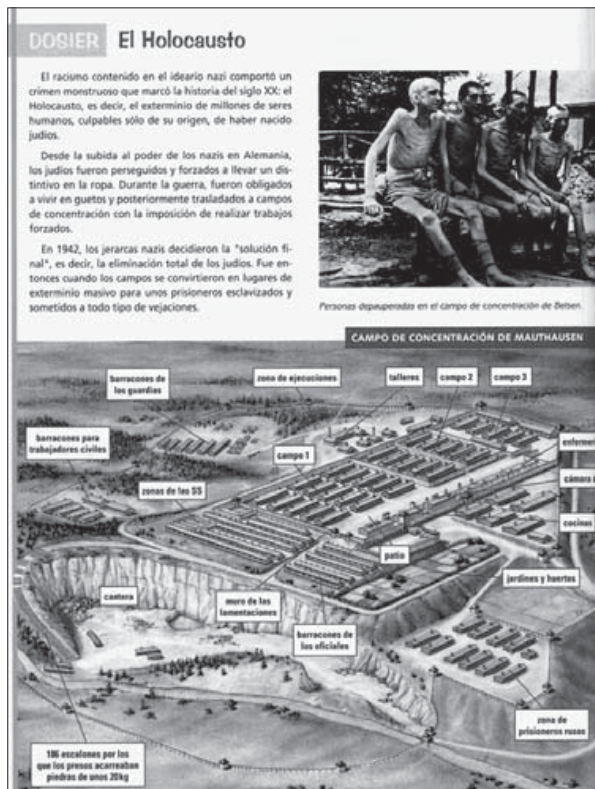 DOSIER El Holocausto
El racismo contenido en el ideario nazi comportó un
crimen monstruoso que marcó la historia del siglo XX: el
Holocausto, es decir, el exterminio de millones de seres
humanos, culpables sólo de su origen, de haber nacido
judíos.
Desde la subida al poder de los nazis en Alemania,
los judíos fueron perseguidos y forzados a llevar un dis-
tintivo en la ropa. Durante la guerra, fueron obligados
a vivir en guetos y posteriormente trasladados a campos
de concentración con la imposición de realizar trabajos
forzados.
En 1942, los jerarcas nazis decidieron la "solución fi-
nal", es decir, la eliminación total de los judíos. Fue en-
tonces cuando los campos se convirtieron en lugares de
exterminio masivo para unos prisioneros esclavizados y
sometidos a todo tipo de vejaciones.
Personas depauperadas en el campo de concentración de Belsen.
CAMPO DE CONCENTRACIÓN DE MAUTHAUSEN
barracones de
los guardias
zona de ejecuciones
talleres
campo 2
campo 3
barracones para
trabajadores civiles
campo 1
enfermer
cámara
zonas de las SS
cocinas
patio
jardines y huertos
cantera
muro de las
lamentaciones
barracones de
los oficiales
zona de
prisioneros rusos
186 escalones por los
que los presos acarreaban
piedras de unos 20kg